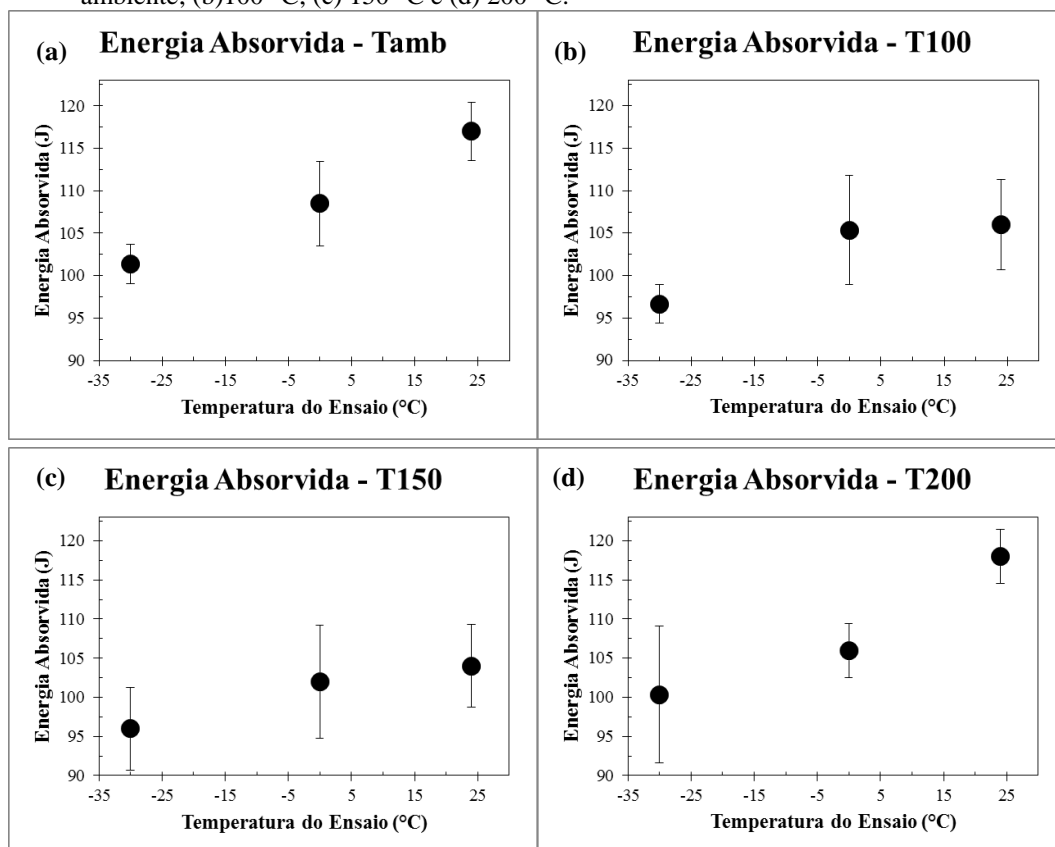 ambiente, (b)100 °C, (c) 150 °C e (d) 200 °C.
(a) Energia Absorvida - Tamb
Energia Absorvida (J)
120
115
110
105
100
95
90
-35 -25 -15 -5 5 15 25
Temperatura do Ensaio (°C)
(b) Energia Absorvida - T100
Energia Absorvida (J)
120
115
110
105
100
95
90
-35 -25 -15 -5 5 15 25
Temperatura do Ensaio (°C)
(c) Energia Absorvida - T150
Energia Absorvida (J)
120
115
110
105
100
95
90
-35 -25 -15 -5 5 15 25
Temperatura do Ensaio (°C)
(d) Energia Absorvida - T200
Energia Absorvida (J)
120
115
110
105
100
95
90
-35 -25 -15 -5 5 15 25
Temperatura do Ensaio (°C)